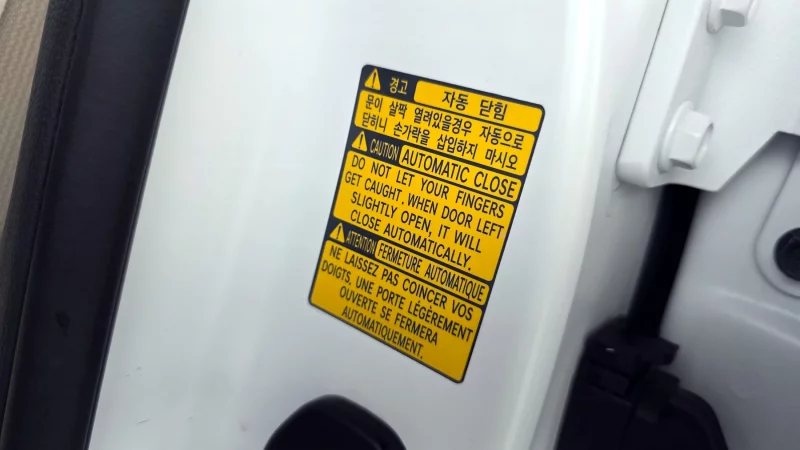 경고 자동 닫힘
문이 살짝 열려있을경우 자동으로
닫히니 손가락을 삽입하지 마시오
CAUTION AUTOMATIC CLOSE
DO NOT LET YOUR FINGERS
GET CAUGHT. WHEN DOOR LEFT
SLIGHTLY OPEN, IT WILL
CLOSE AUTOMATICALLY.
ATTENTION FERMETURE AUTOMATIQUE
NE LAISSEZ PAS COINCER VOS
DOIGTS, UNE PORTE LÉGÈREMENT
OUVERTE SE FERMERA
AUTOMATIQUEMENT.